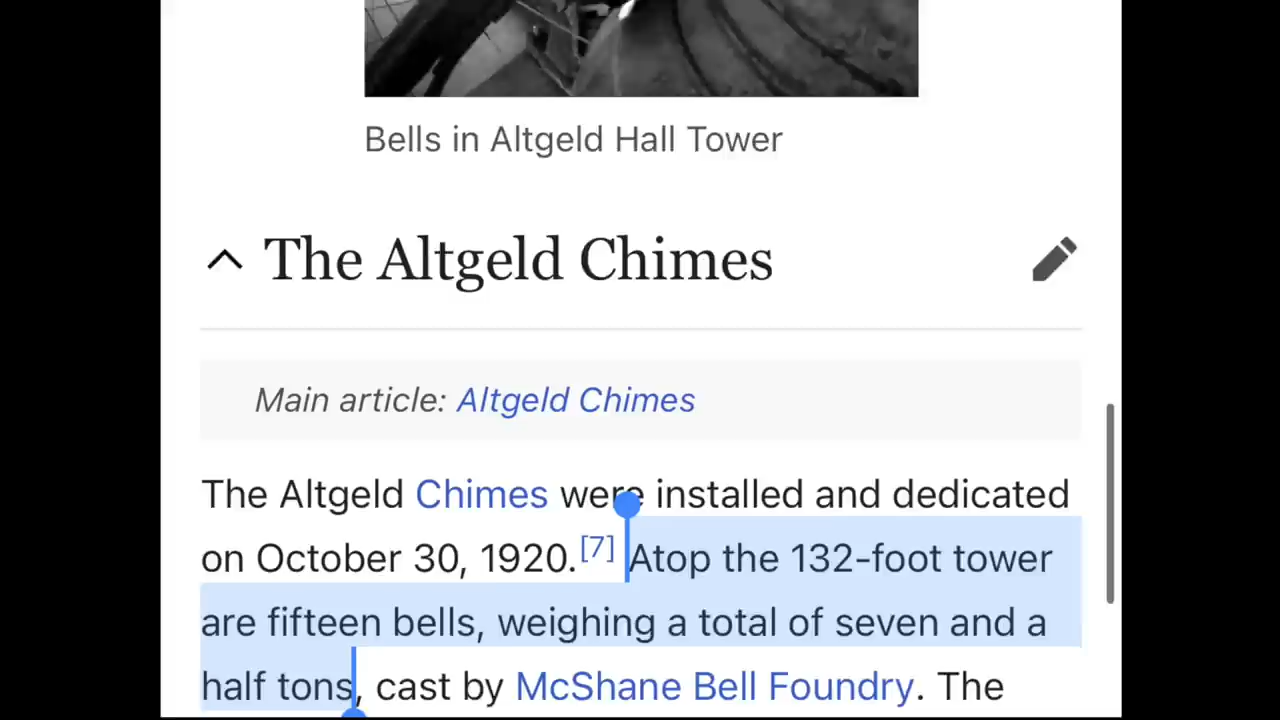 Bells in Altgeld Hall Tower
The Altgeld Chimes
Main article: Altgeld Chimes
The Altgeld Chimes were installed and dedicated
on October 30, 1920.[7] Atop the 132-foot tower
are fifteen bells, weighing a total of seven and a
half tons, cast by McShane Bell Foundry. The